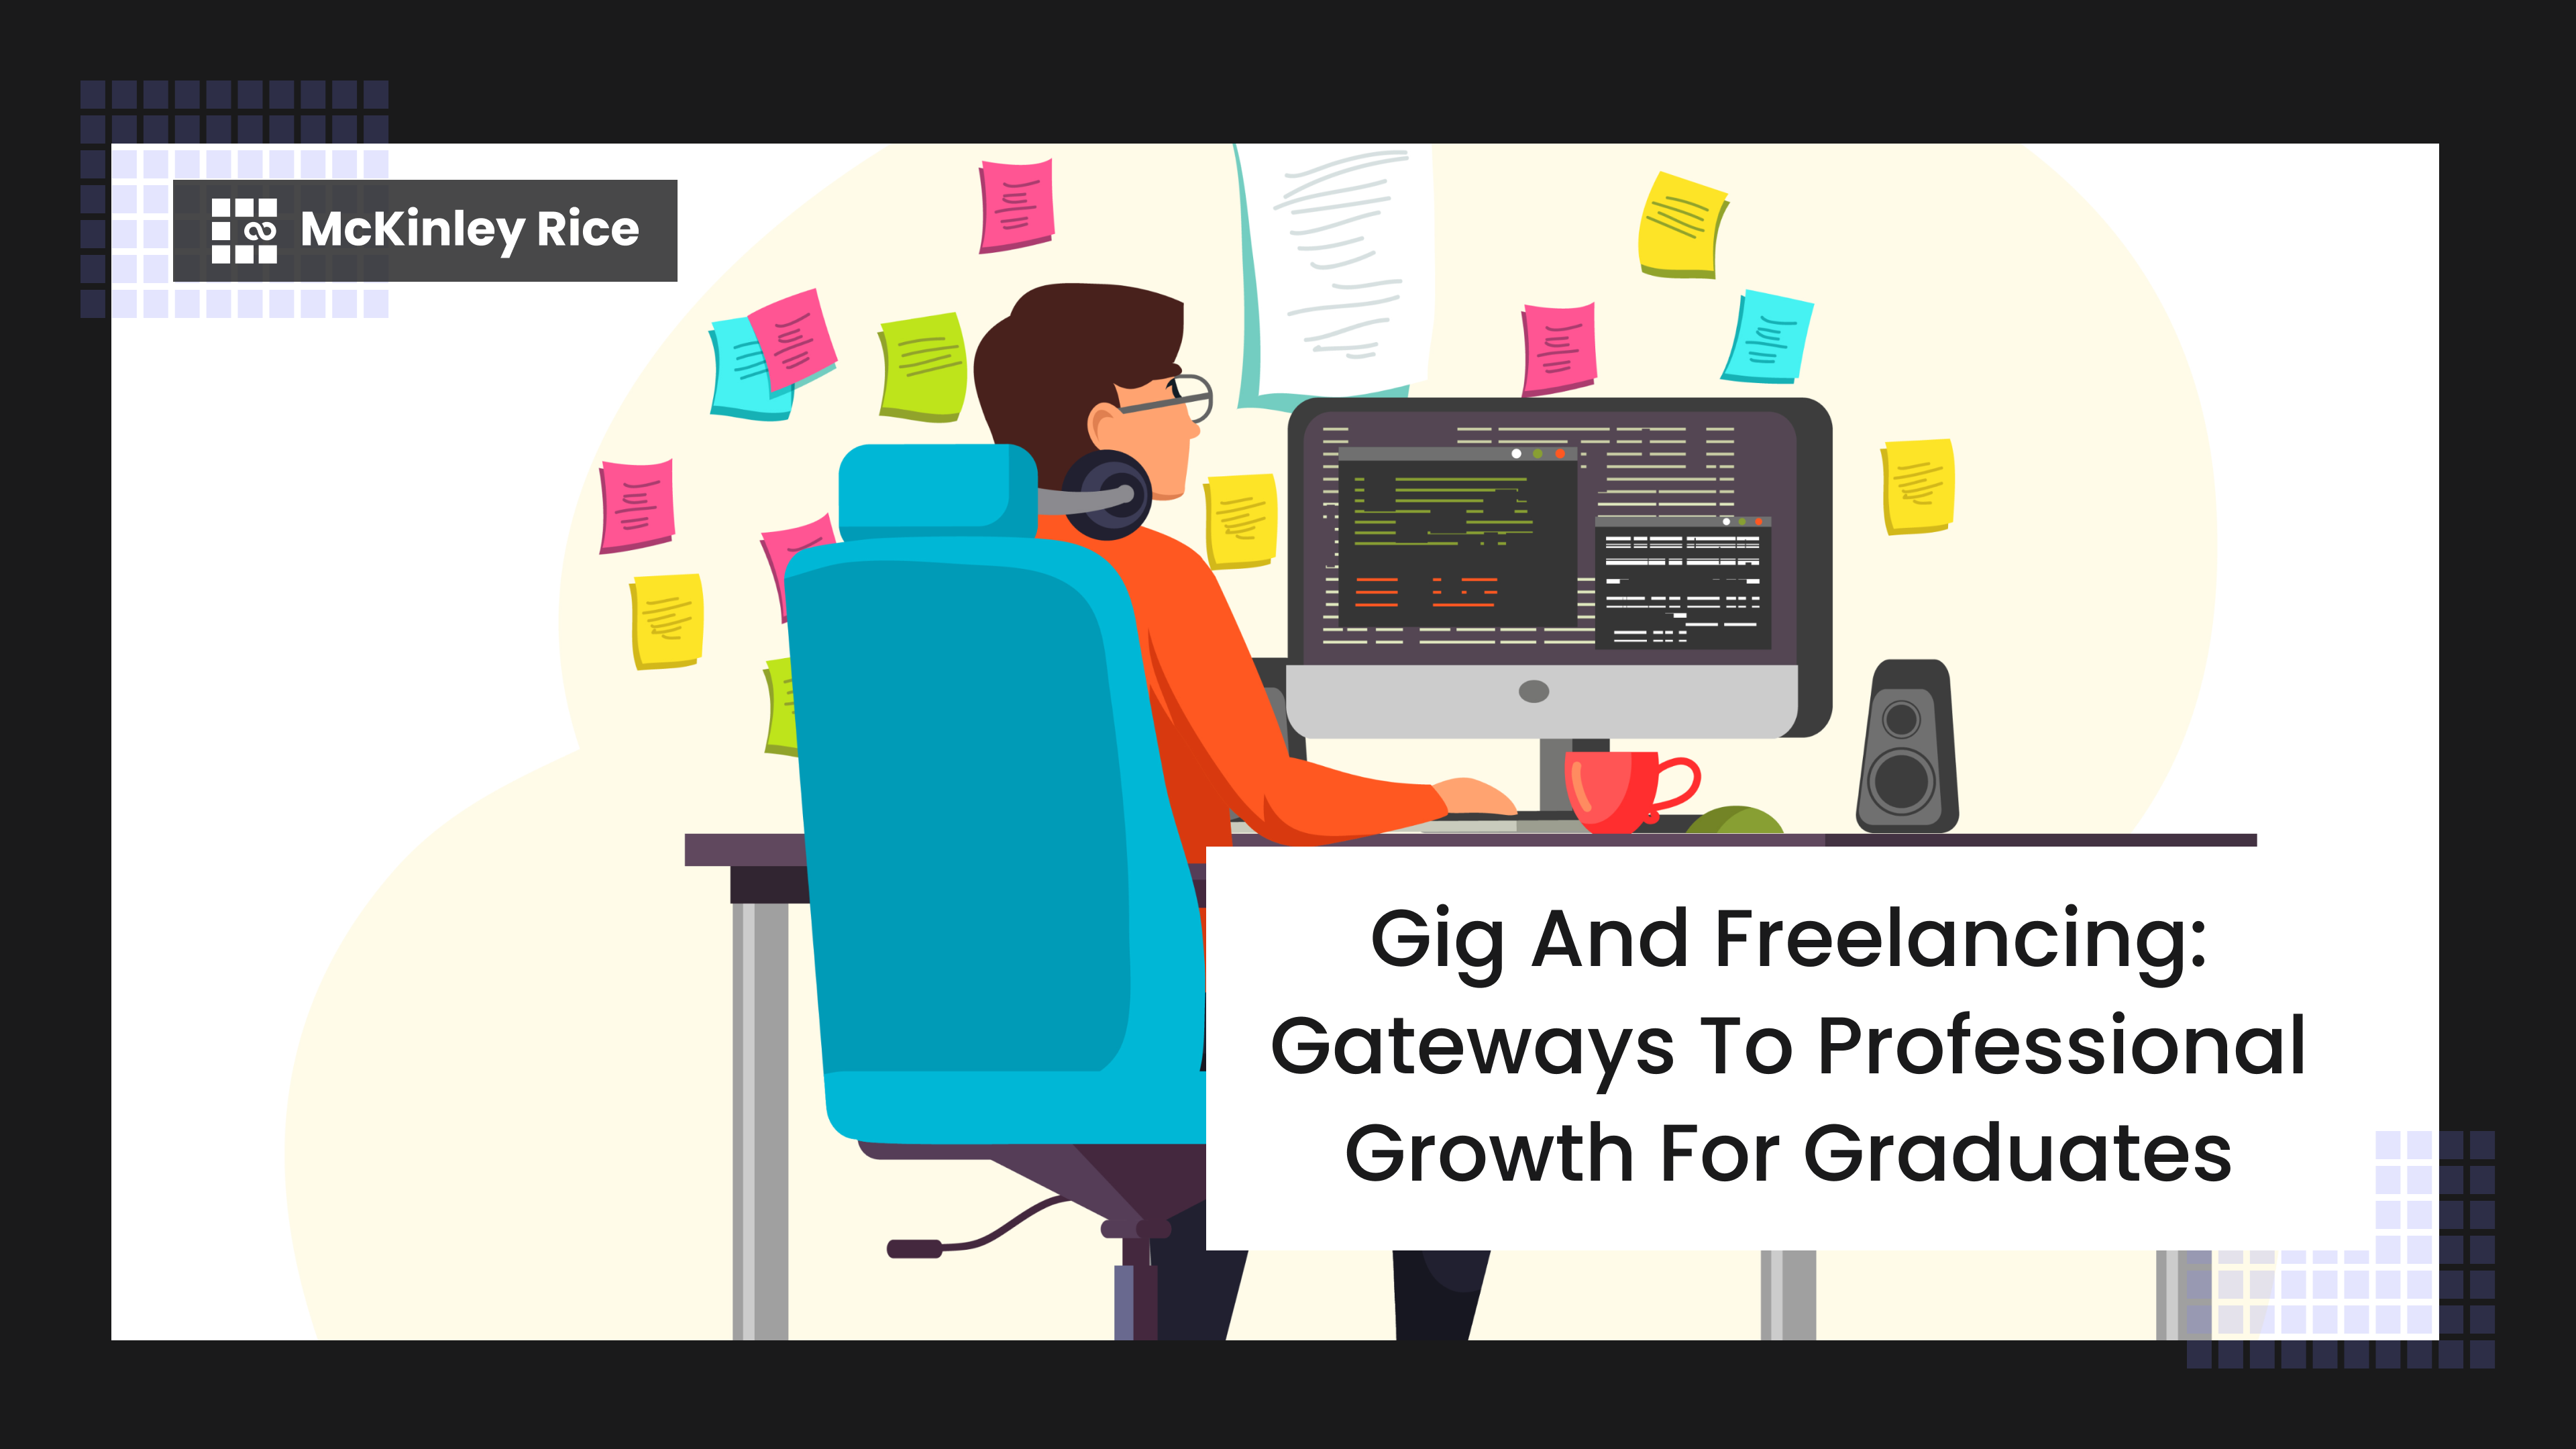 McKinley Rice
Gig And Freelancing:
Gateways To Professional
Growth For Graduates